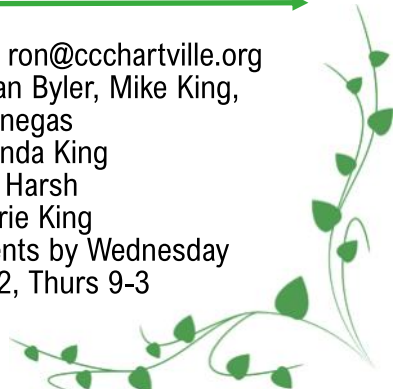 ron@ccchartville.org
an Byler, Mike King,
negas
nda King
Harsh
rie King
ents by Wednesday
2, Thurs 9-3